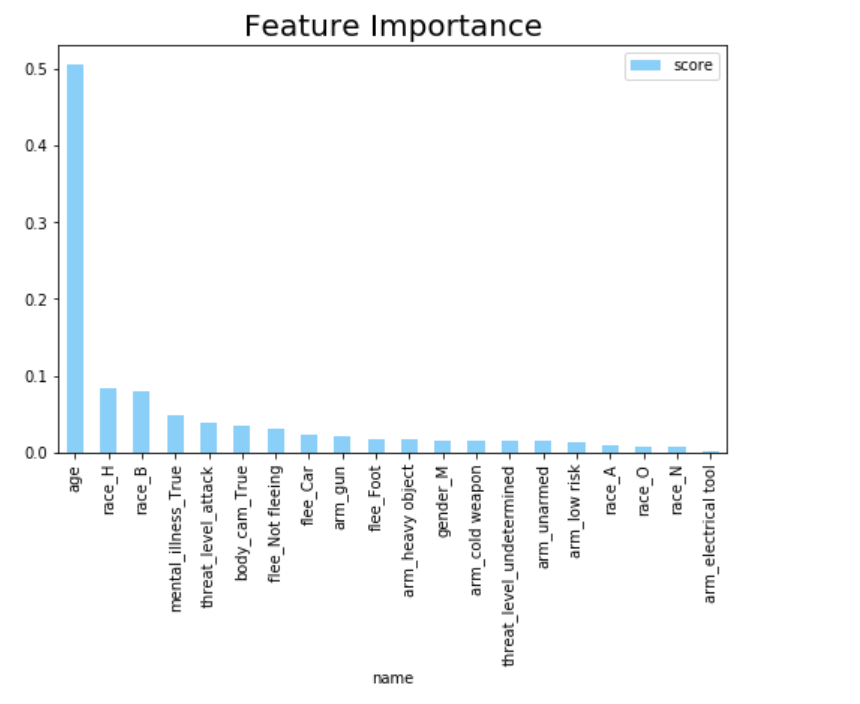 Feature Importance
score
0.5
0.4
0.3
0.2
0.1
0.0
age
race_H
race_B
mental_illness_True
threat_level_attack
body_cam_True
flee_Not fleeing
flee_Car
arm_gun
flee_Foot
arm_heavy object
gender_M
arm_cold weapon
threat_level_undetermined
arm_unarmed
arm_low risk
race_A
race_O
race_N
arm_electrical tool
name